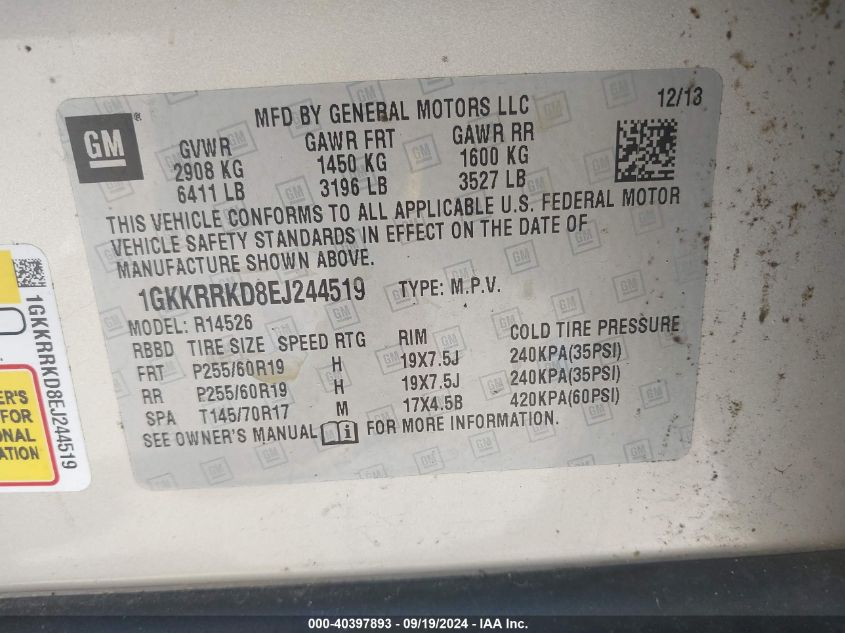 GM
®
MFD BY GENERAL MOTORS LLC
12/13
GVWR GAWR FRT GAWR RR
2908 KG 1450 KG 1600 KG
6411 LB 3196 LB 3527 LB
THIS VEHICLE CONFORMS TO ALL APPLICABLE U.S. FEDERAL MOTOR
VEHICLE SAFETY STANDARDS IN EFFECT ON THE DATE OF
MANUFACTURE SHOWN ABOVE.
1GKKRRKD8EJ244519 TYPE: M.P.V.
MODEL: R14526
RBBD TIRE SIZE SPEED RTG RIM COLD TIRE PRESSURE
FRT P255/60R19 H 19X7.5J 240KPA(35PSI)
RR P255/60R19 H 19X7.5J 240KPA(35PSI)
SPA T145/70R17 M 17X4.5B 420KPA(60PSI)
SEE OWNER'S MANUAL FOR MORE INFORMATION.
1GKKRRKD8EJ244519
ER'S
FOR
ONAL
ATION
000-40397893 - 09/19/2024 - IAA Inc.